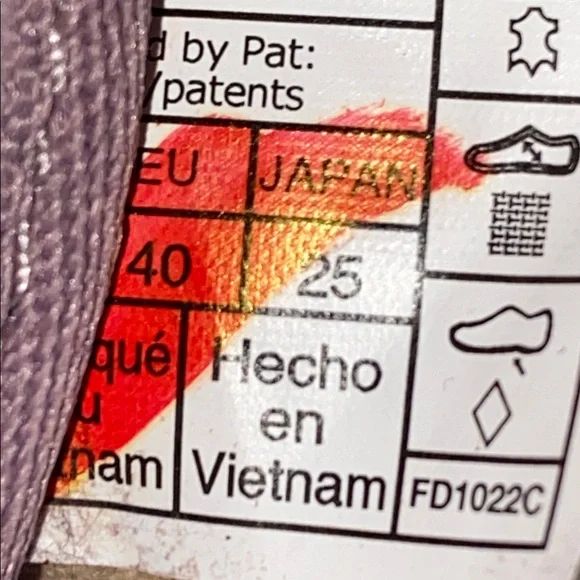 d by Pat:
/patents
EU JAPAN
40 25
qué
u
nam
Hecho
en
Vietnam
FD1022C